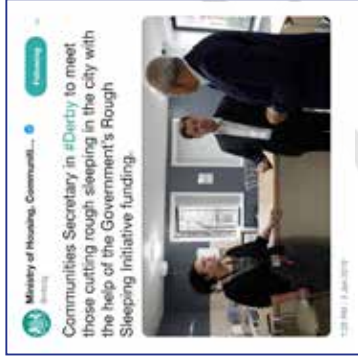 Ministry of Housing, Communiti...
Following
Communities Secretary in #Derby to meet
those cutting rough sleeping in the city with
the help of the Government's Rough
Sleeping Initiative funding.